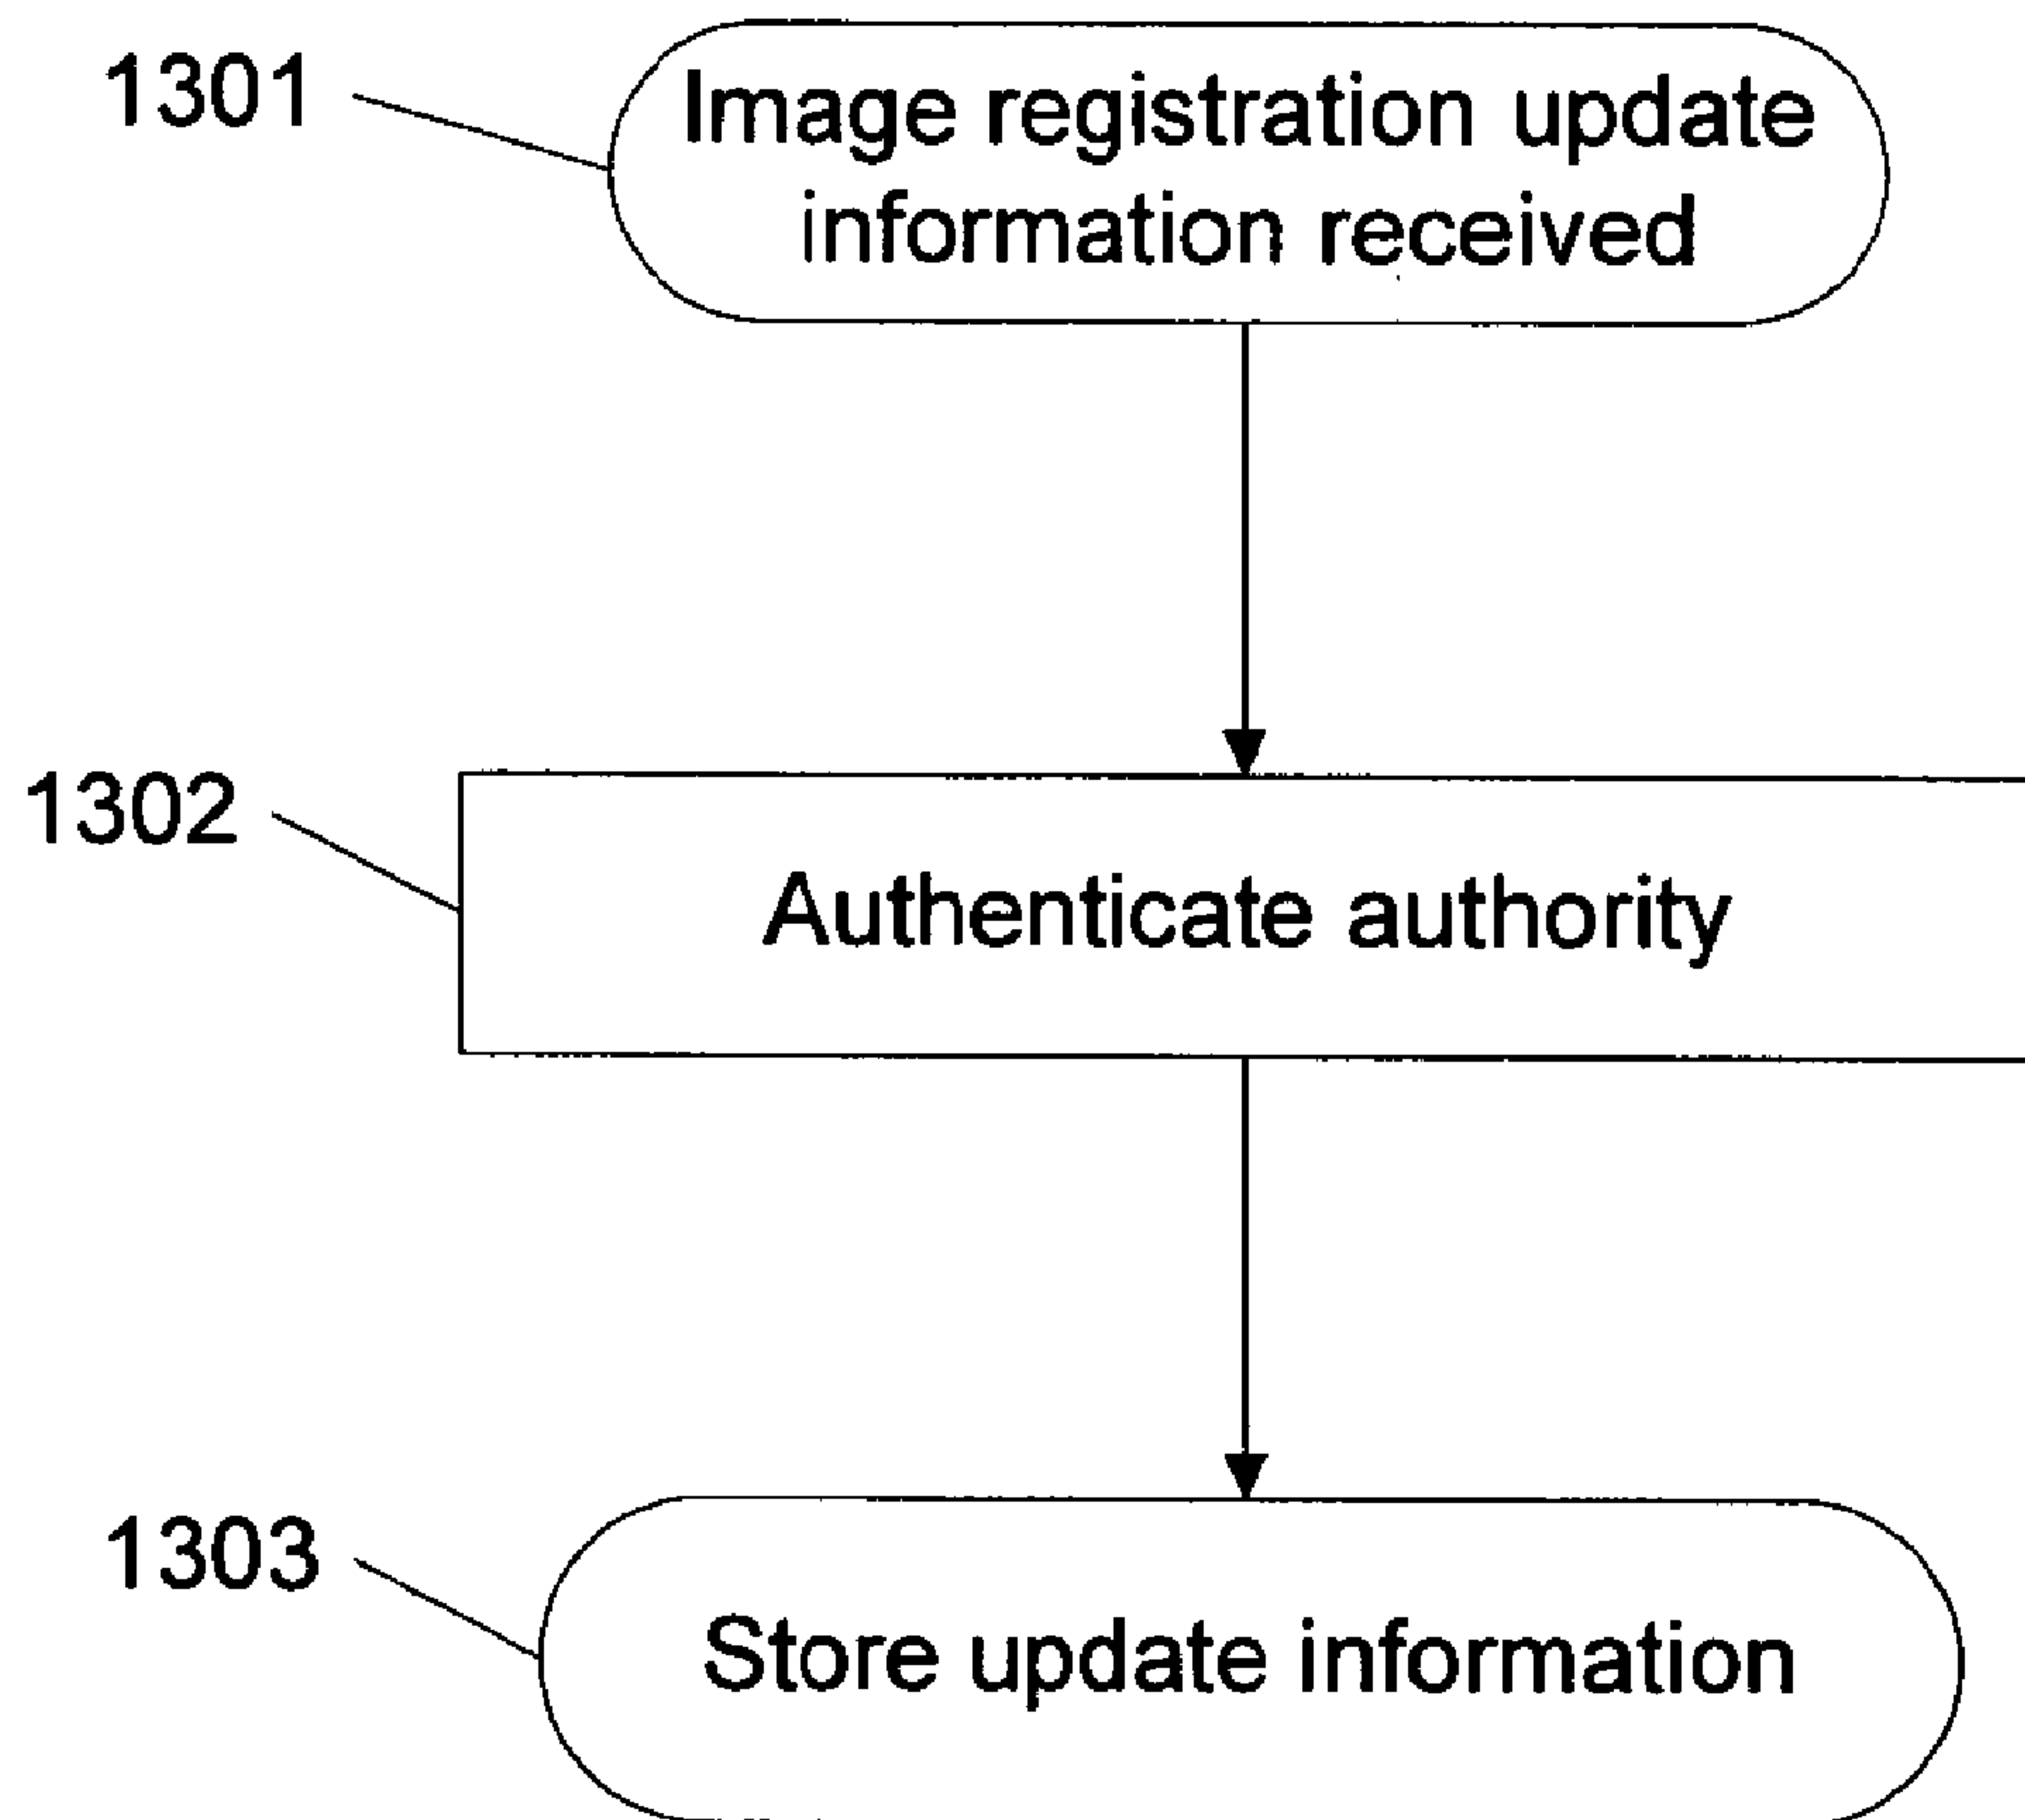 1301
Image registration update
information received
1302
Authenticate authority
1303
Store update information